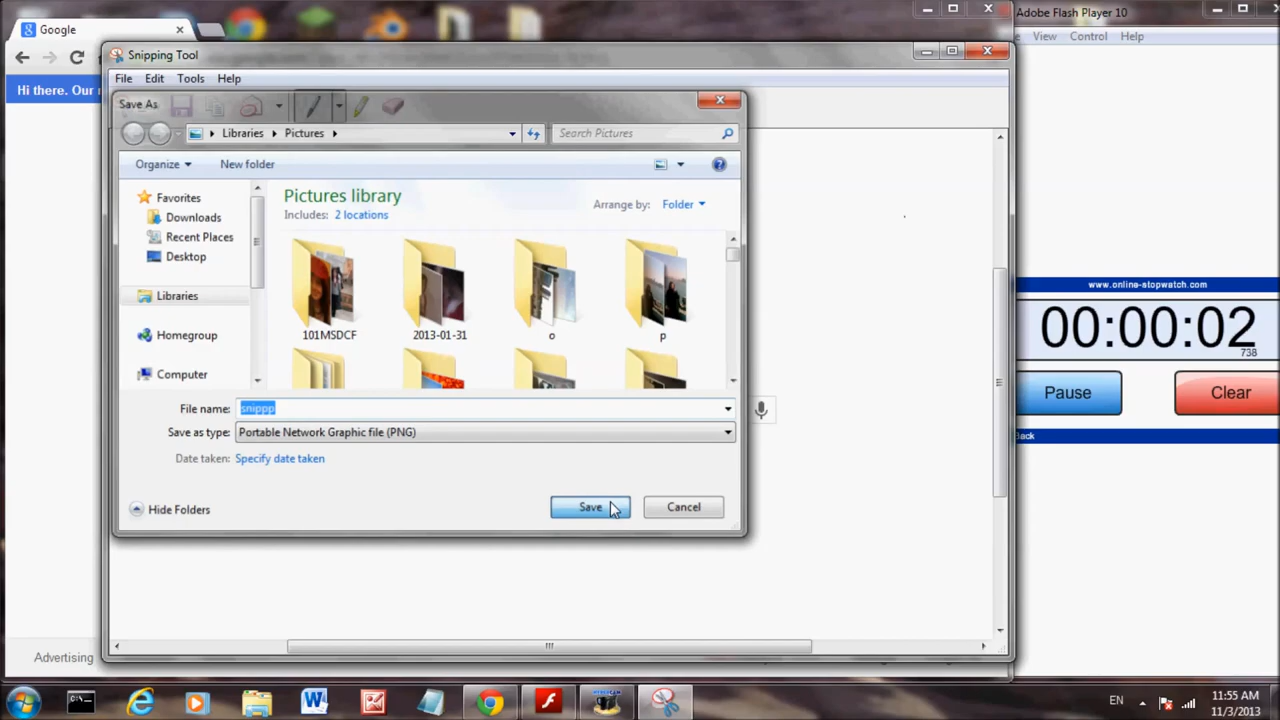 Google
Adobe Flash Player 10
Snipping Tool
View Control Help
File Edit Tools Help
Hi there. Our
Save As
Libraries Pictures
Search Pictures
Organize New folder
Favorites
Downloads
Recent Places
Desktop
Libraries
Homegroup
Computer
Pictures library
Includes: 2 locations
Arrange by: Folder
101MSDCF
2013-01-31
o
p
www.online-stopwatch.com
00:00:02
738
Pause
Clear
Back
File name: snippp
Save as type: Portable Network Graphic file (PNG)
Date taken: Specify date taken
Hide Folders
Save
Cancel
Advertising
EN
11:55 AM
11/3/2013